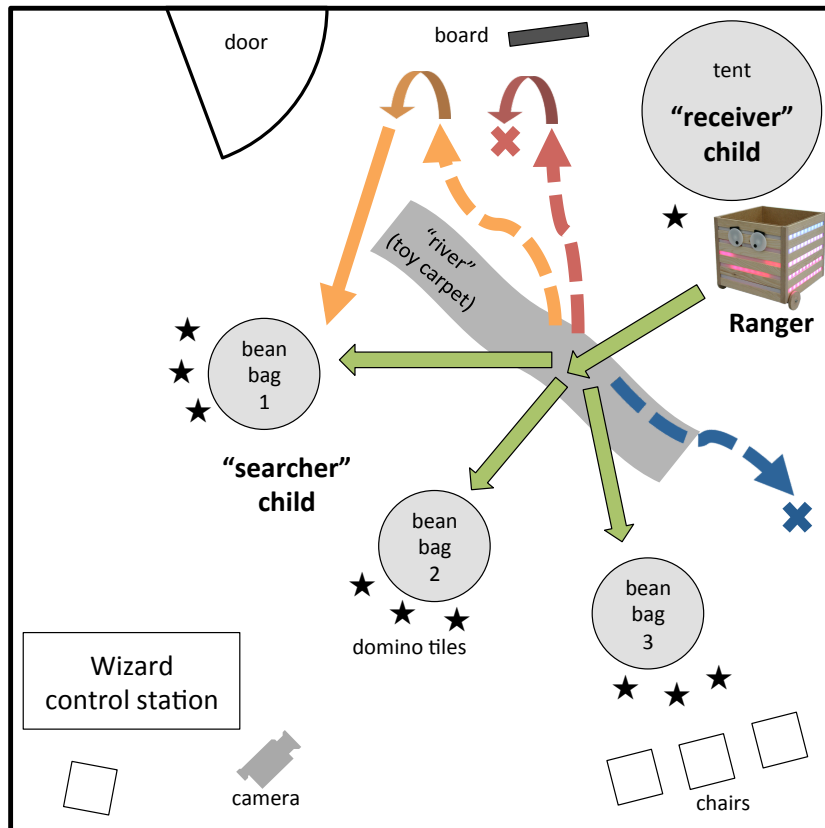 door
board
tent
“receiver”
child
“river”
(toy carpet)
Ranger
bean
bag
1
“searcher”
child
bean
bag
2
bean
bag
3
domino tiles
Wizard
control station
camera
chairs